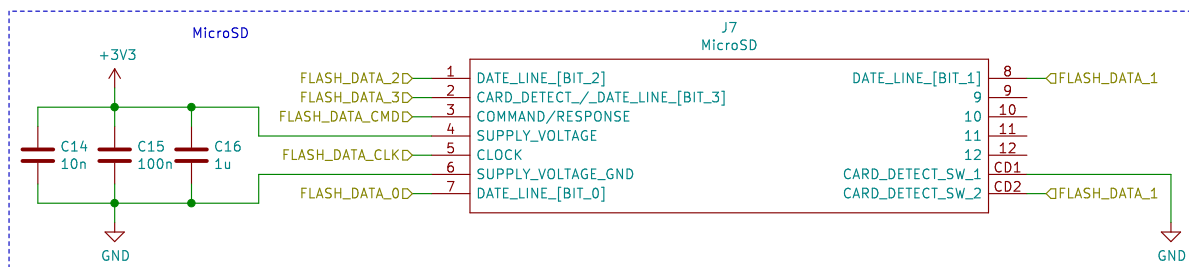 MicroSD
J7
MicroSD
+3V3
C14
10n
C15
100n
C16
1u
GND
FLASH_DATA_2 1 DATE_LINE_[BIT_2]
FLASH_DATA_3 2 CARD_DETECT_/_DATE_LINE_[BIT_3]
FLASH_DATA_CMD 3 COMMAND/RESPONSE
4 SUPPLY_VOLTAGE
FLASH_DATA_CLK 5 CLOCK
6 SUPPLY_VOLTAGE_GND
FLASH_DATA_0 7 DATE_LINE_[BIT_0]
DATE_LINE_[BIT_1] 8 FLASH_DATA_1
9 9
10 10
11 11
12 12
CARD_DETECT_SW_1 CD1
CARD_DETECT_SW_2 CD2 FLASH_DATA_1
GND